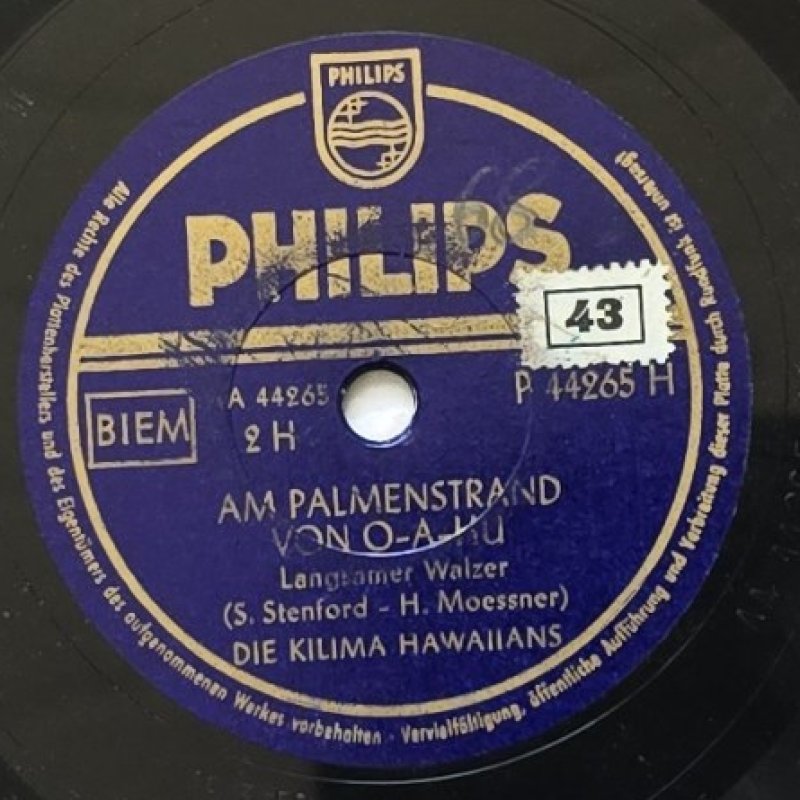 PHILIPS
PHILIPS
68
43
BIEM
A 44265
P 44265 H
2 H
AM PALMENSTRAND
VON O-A-HU
Langsamer Walzer
(S. Stenford - H. Moessner)
DIE KILIMA HAWAIIANS
Alle Rechte des Plattenherstellers und des Eigentümers des aufgenommenen Werkes vorbehalten - Vervielfältigung, öffentliche Aufführung und Verbreitung dieser Platte durch Rundfunk ist untersagt